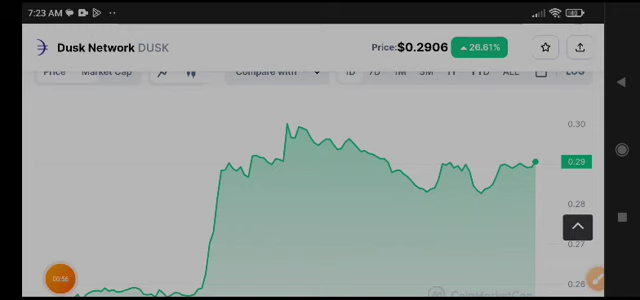 7:23 AM
Dusk Network DUSK
Price:$0.2906 ▲ 26.61%
Price Market Cap Compare with 1D 7D 1M 3M 1Y YTD ALL LOG
0.30
0.29
0.28
0.27
0.26
00:56
CoinMarketCap